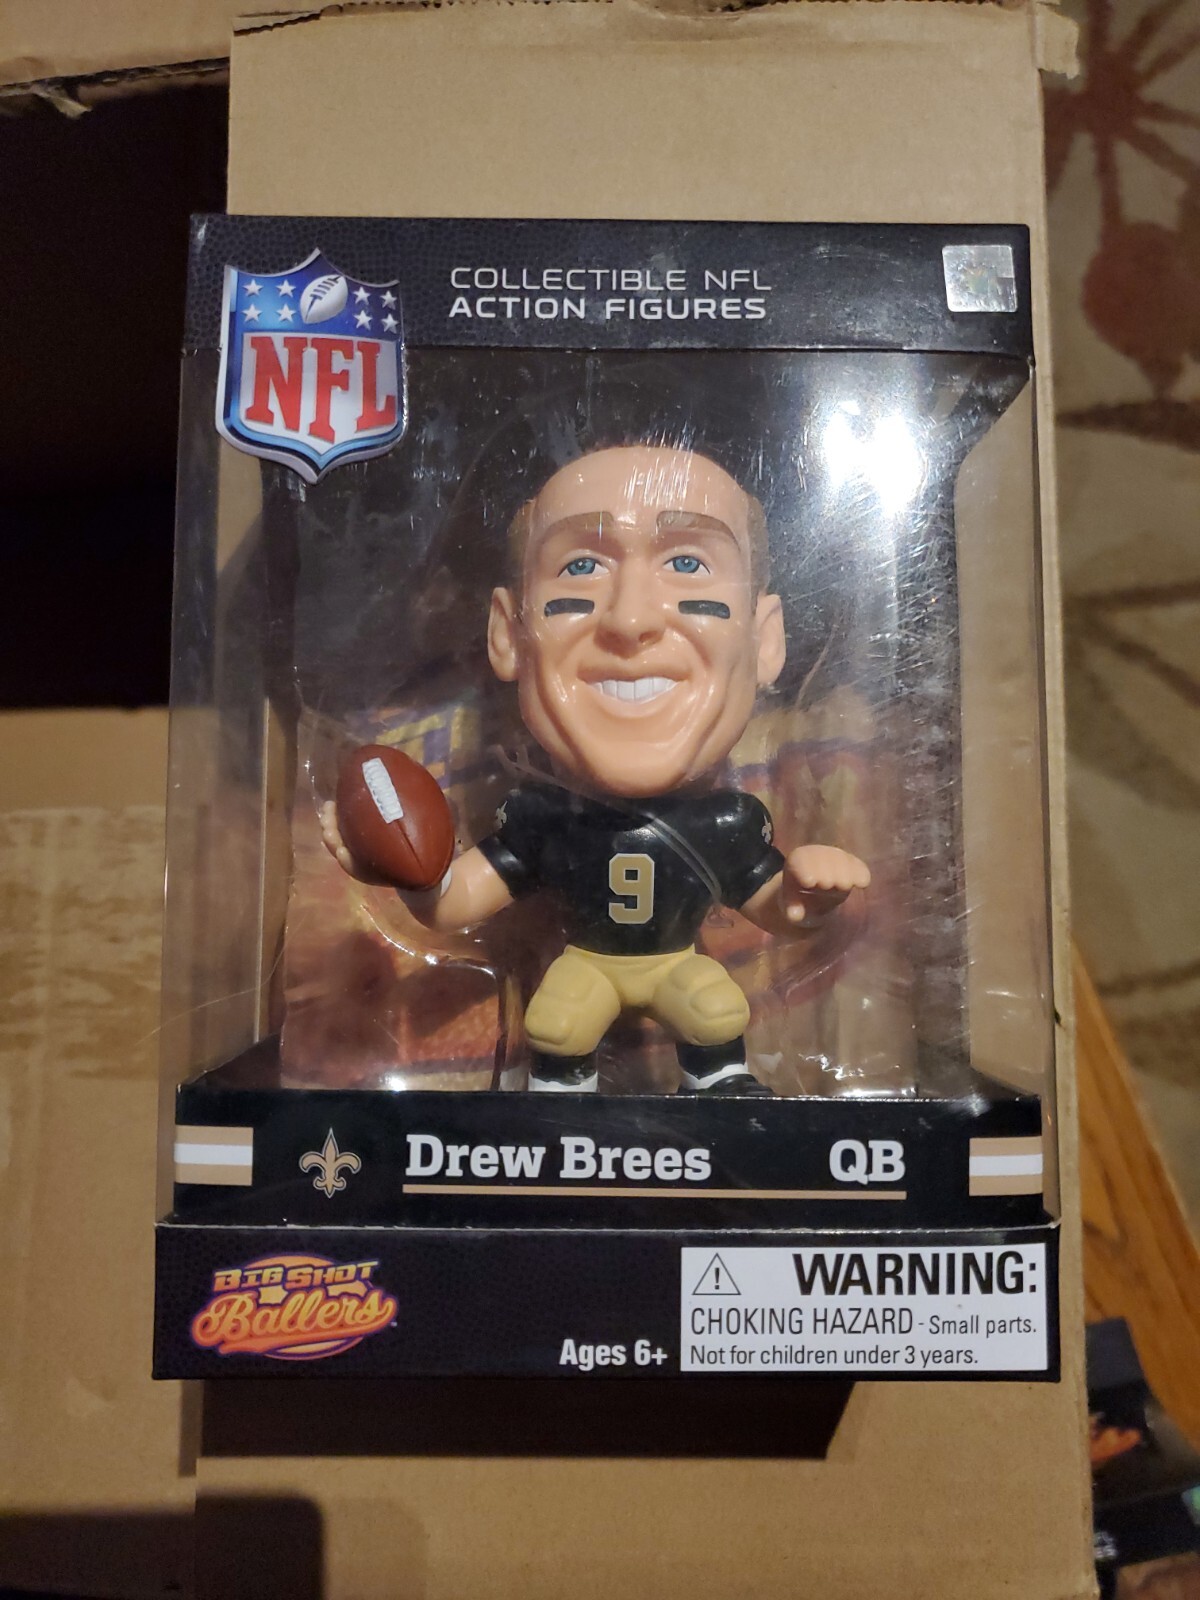 COLLECTIBLE NFL
ACTION FIGURES
NFL
9
Drew Brees QB
BIG SHOT
Ballers
Ages 6+
WARNING:
CHOKING HAZARD - Small parts.
Not for children under 3 years.